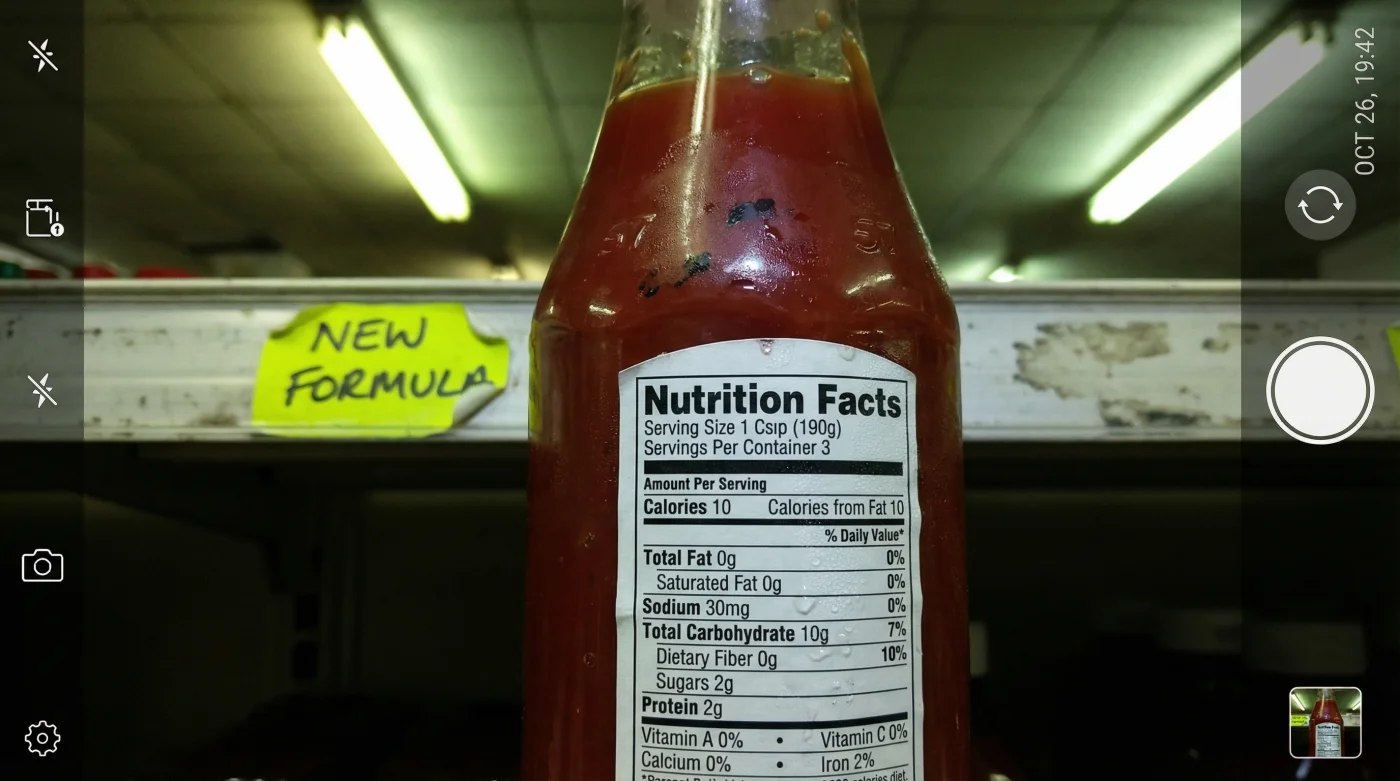 OCT 26, 19:42
NEW
FORMULA
Nutrition Facts
Serving Size 1 Csıp (190g)
Servings Per Container 3
Amount Per Serving
Calories 10 Calories from Fat 10
% Daily Value*
Total Fat 0g 0%
Saturated Fat 0g 0%
Sodium 30mg 0%
Total Carbohydrate 10g 7%
Dietary Fiber 0g 10%
Sugars 2g
Protein 2g
Vitamin A 0% • Vitamin C 0%
Calcium 0% • Iron 2%
calories diet.